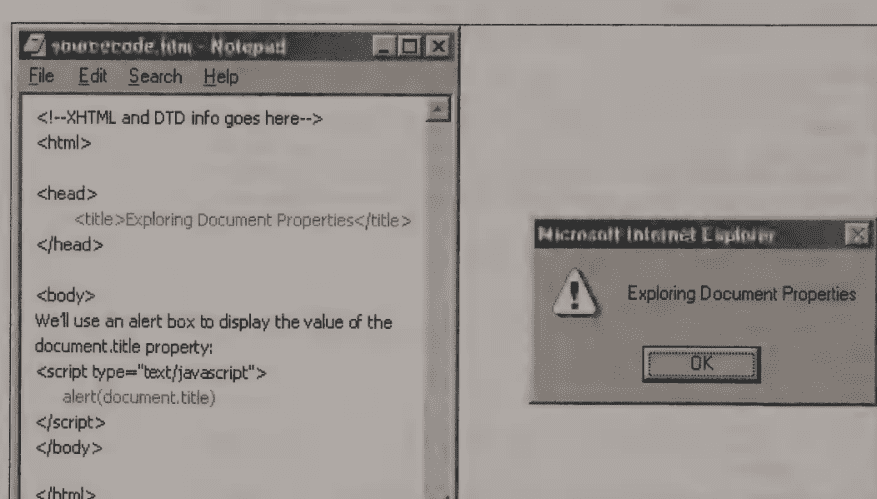 sourcecode.htm - Notepad
File Edit Search Help
<!--XHTML and DTD info goes here-->
<html>
<head>
<title>Exploring Document Properties</title>
</head>
<body>
We'll use an alert box to display the value of the
document.title property:
<script type="text/javascript">
alert(document.title)
</script>
</body>
</html>
Microsoft Internet Explorer
Exploring Document Properties
OK